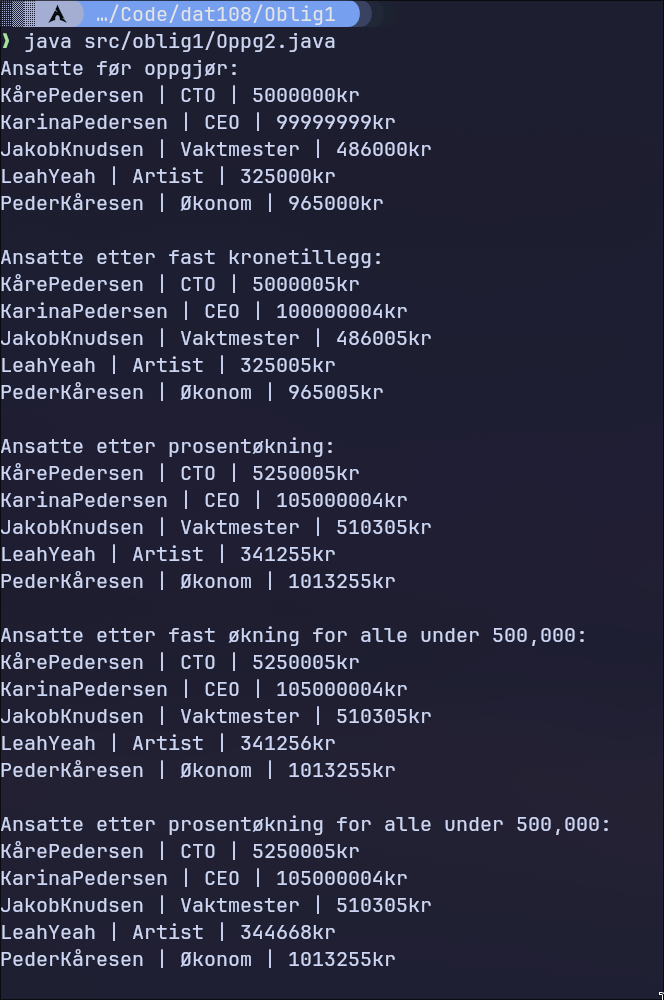 …/Code/dat108/Oblig1
❯ java src/oblig1/Oppg2.java
Ansatte før oppgjør:
KårePedersen | CTO | 5000000kr
KarinaPedersen | CEO | 99999999kr
JakobKnudsen | Vaktmester | 486000kr
LeahYeah | Artist | 325000kr
PederKåresen | Økonom | 965000kr

Ansatte etter fast kronetillegg:
KårePedersen | CTO | 5000005kr
KarinaPedersen | CEO | 100000004kr
JakobKnudsen | Vaktmester | 486005kr
LeahYeah | Artist | 325005kr
PederKåresen | Økonom | 965005kr

Ansatte etter prosentøkning:
KårePedersen | CTO | 5250005kr
KarinaPedersen | CEO | 105000004kr
JakobKnudsen | Vaktmester | 510305kr
LeahYeah | Artist | 341255kr
PederKåresen | Økonom | 1013255kr

Ansatte etter fast økning for alle under 500,000:
KårePedersen | CTO | 5250005kr
KarinaPedersen | CEO | 105000004kr
JakobKnudsen | Vaktmester | 510305kr
LeahYeah | Artist | 341256kr
PederKåresen | Økonom | 1013255kr

Ansatte etter prosentøkning for alle under 500,000:
KårePedersen | CTO | 5250005kr
KarinaPedersen | CEO | 105000004kr
JakobKnudsen | Vaktmester | 510305kr
LeahYeah | Artist | 344668kr
PederKåresen | Økonom | 1013255kr